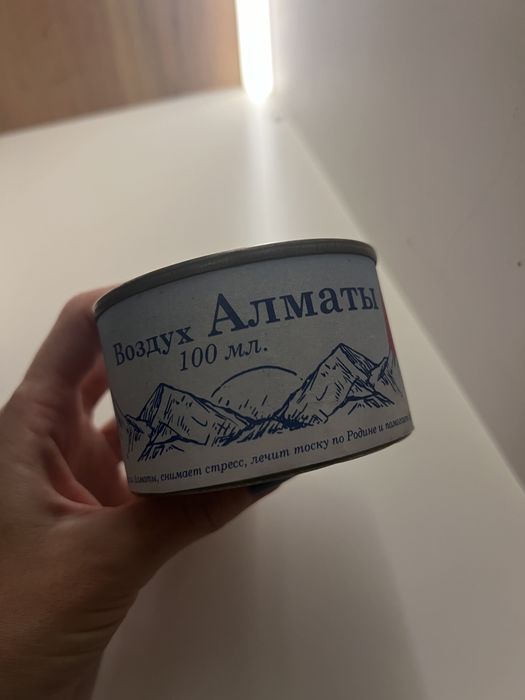 Воздух Алматы
100 мл.
Алматы, снимает стресс, лечит тоску по Родине и